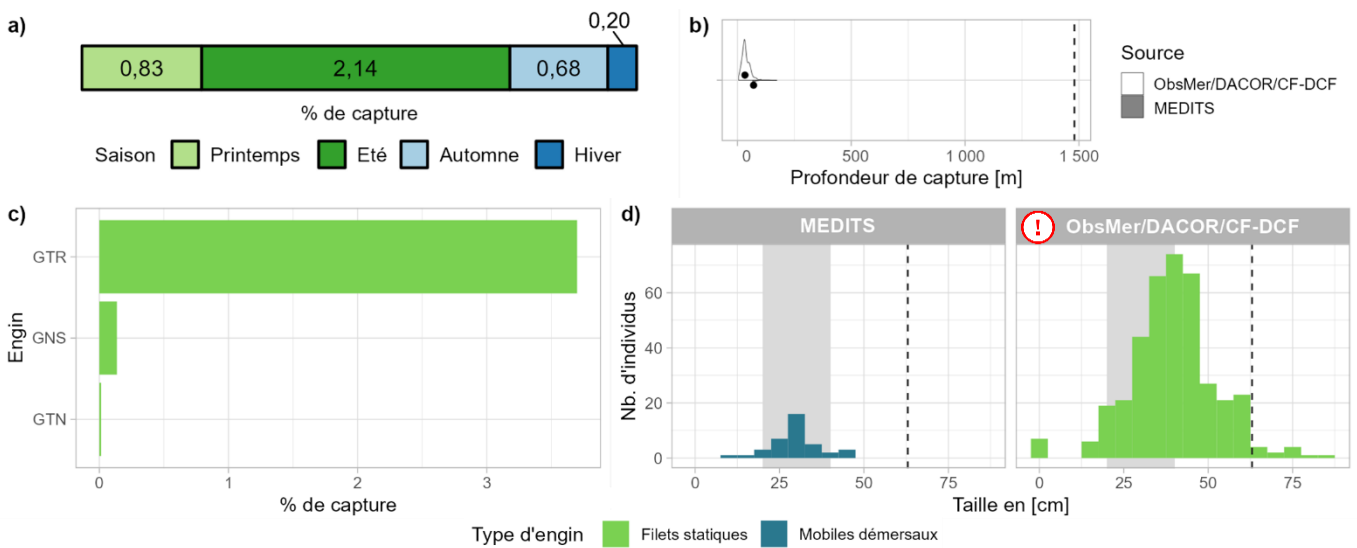 a)
0,20
0,83 2,14 0,68
% de capture
Saison Printemps Eté Automne Hiver
b)
0 500 1 000 1 500
Profondeur de capture [m]
Source
ObsMer/DACOR/CF-DCF
MEDITS
c)
Engin
GTR
GNS
GTN
0 1 2 3
% de capture
d)
MEDITS ! ObsMer/DACOR/CF-DCF
Nb. d'individus
60
40
20
0
0 25 50 75 0 25 50 75
Taille en [cm]
Type d'engin Filets statiques Mobiles démersaux